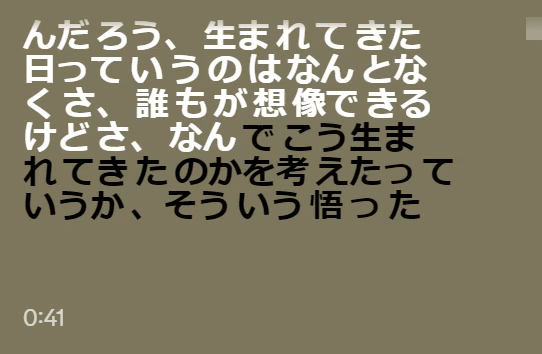 んだろう、生まれてきた
日っていうのはなんとな
くさ、誰もが想像できる
けどさ、なんでこう生ま
れてきたのかを考えたって
いうか、そういう悟った
0:41